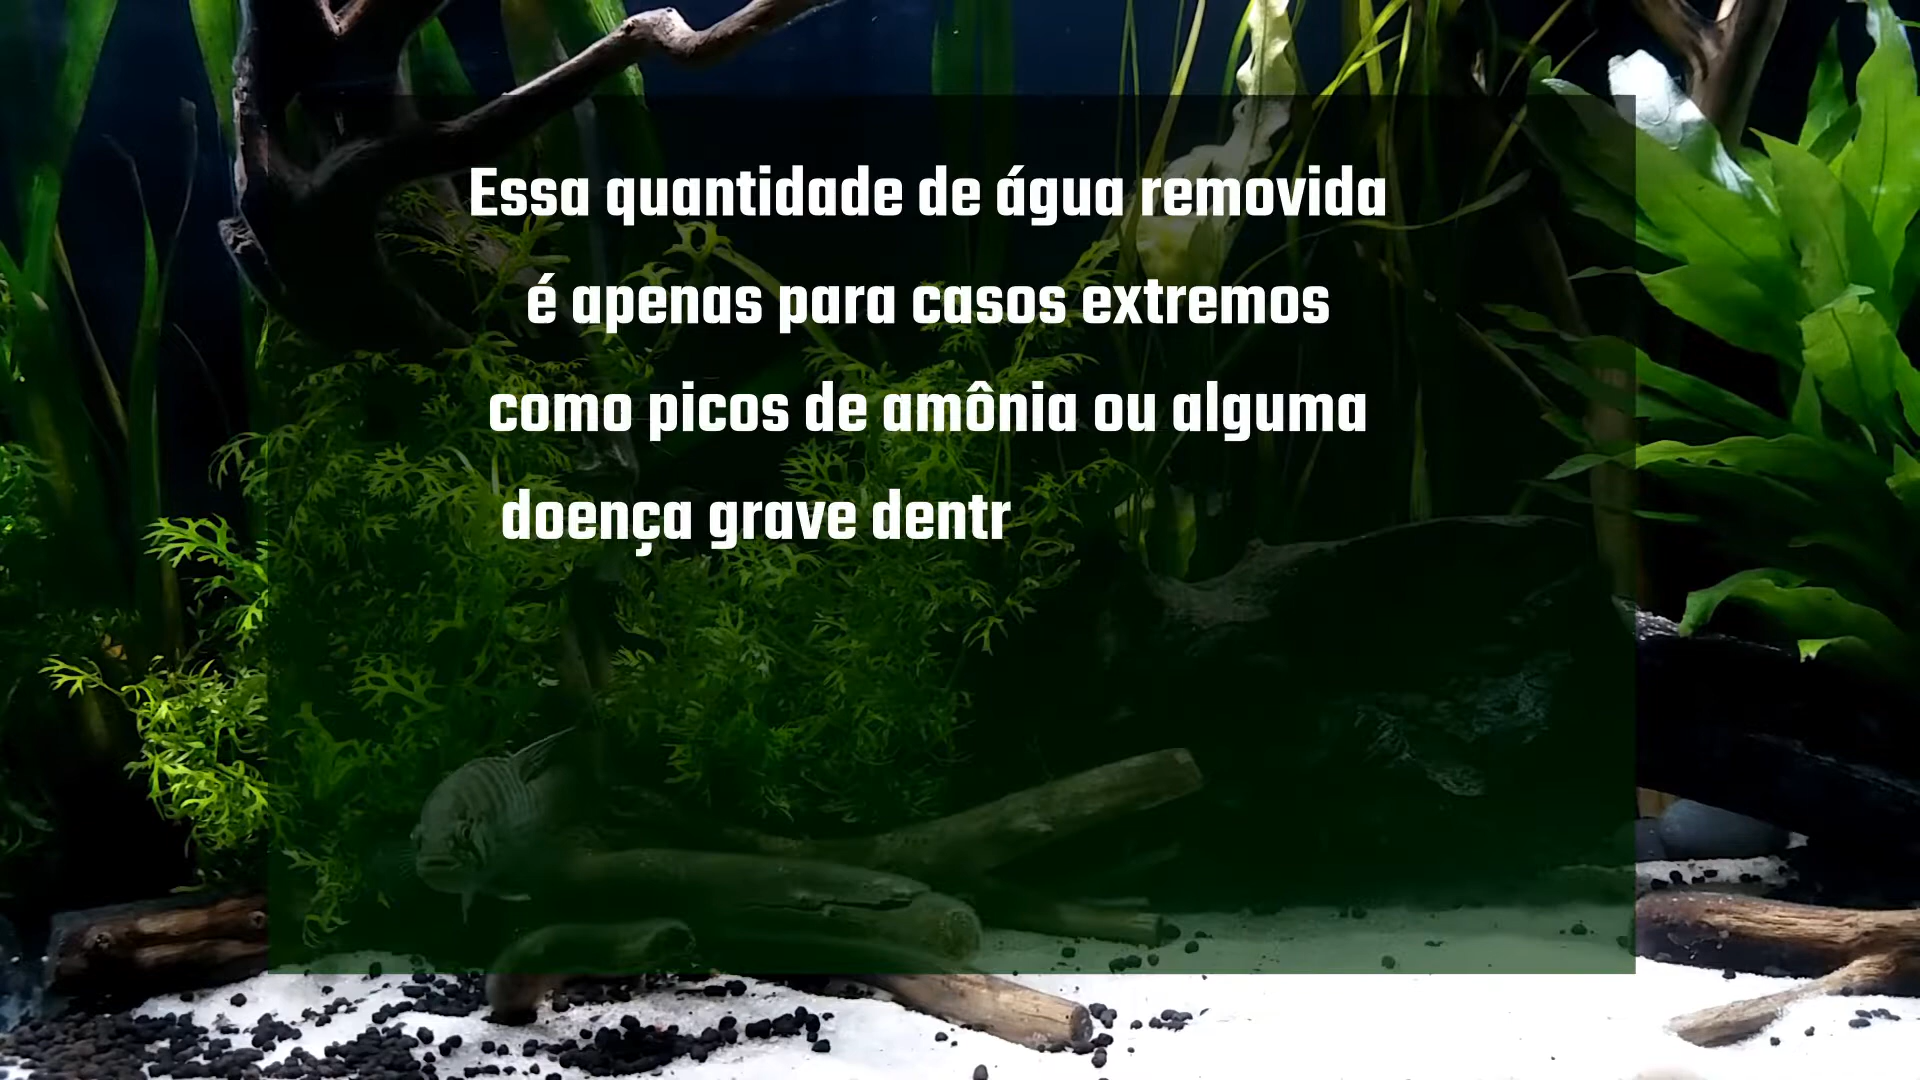 Essa quantidade de água removida
é apenas para casos extremos
como picos de amônia ou alguma
doença grave dentr